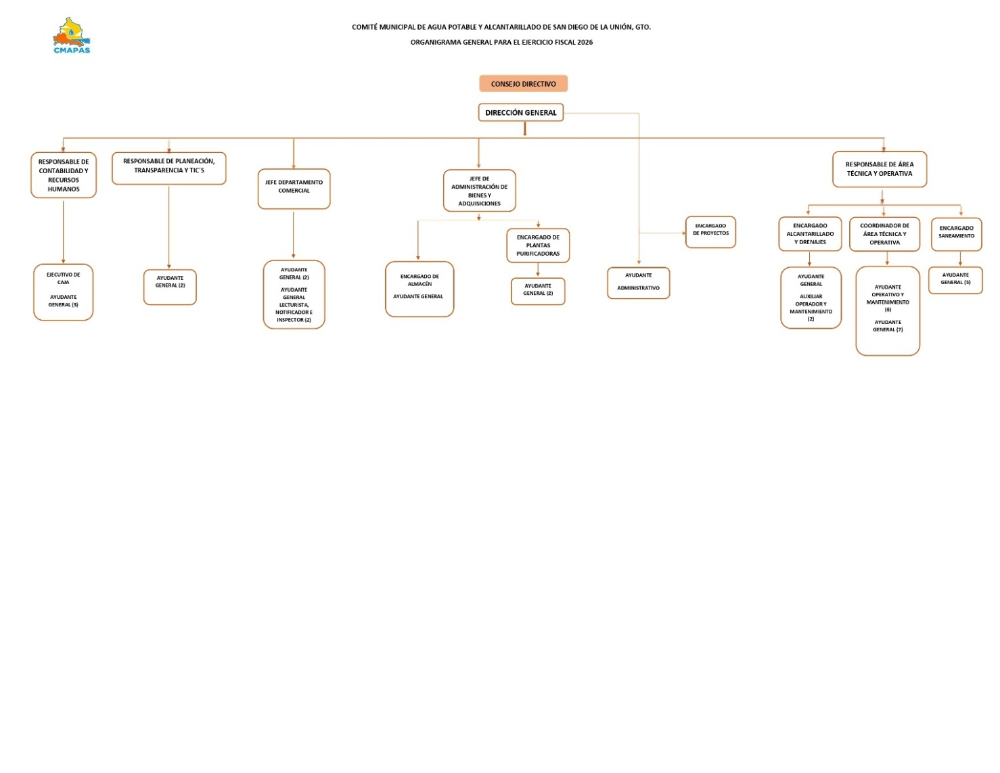 CMAPAS
COMITÉ MUNICIPAL DE AGUA POTABLE Y ALCANTARILLADO DE SAN DIEGO DE LA UNIÓN, GTO.
ORGANIGRAMA GENERAL PARA EL EJERCICIO FISCAL 2026
CONSEJO DIRECTIVO
DIRECCIÓN GENERAL
RESPONSABLE DE
CONTABILIDAD Y
RECURSOS
HUMANOS
RESPONSABLE DE PLANEACIÓN,
TRANSPARENCIA Y TIC´S
JEFE DEPARTAMENTO
COMERCIAL
JEFE DE
ADMINISTRACIÓN DE
BIENES Y
ADQUISICIONES
RESPONSABLE DE ÁREA
TÉCNICA Y OPERATIVA
ENCARGADO DE
PLANTAS
PURIFICADORAS
ENCARGADO
DE PROYECTOS
ENCARGADO
ALCANTARILLADO
Y DRENAJES
COORDINADOR DE
ÁREA TÉCNICA Y
OPERATIVA
ENCARGADO
SANEAMIENTO
EJECUTIVO DE
CAJA
AYUDANTE
GENERAL (3)
AYUDANTE
GENERAL (2)
AYUDANTE
GENERAL (2)
AYUDANTE
GENERAL
LECTURISTA,
NOTIFICADOR E
INSPECTOR (2)
ENCARGADO DE
ALMACÉN
AYUDANTE GENERAL
AYUDANTE
GENERAL (2)
AYUDANTE
ADMINISTRATIVO
AYUDANTE
GENERAL
AUXILIAR
OPERADOR Y
MANTENIMIENTO
(2)
AYUDANTE
OPERATIVO Y
MANTENIMIENTO
(6)
AYUDANTE
GENERAL (7)
AYUDANTE
GENERAL (5)